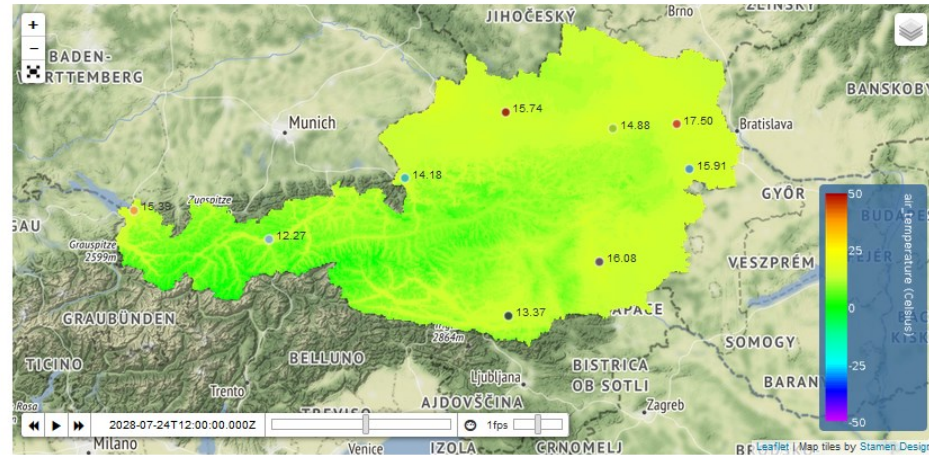 JIHOČESKÝ
Brno
+
−
BADEN-
RTTEMBERG
BANSKOBY
Munich
15.74
14.88
17.50
Bratislava
14.18
15.91
GYŐR
Zugspitze
15.39
50
GAU
12.27
Grauspitze
2599m
25
16.08
VESZPRÉM
air temperature (Celsius)
0
GRAUBÜNDEN
13.37
2864m
SOMOGY
TICINO
BELLUNO
BISTRICA
OB SOTLI
-25
Ljubljana
BARAN
Trento
AJDOVŠČINA
Zagreb
Rosa
-50
2028-07-24T12:00:00.000Z
1fps
Milano
Venice
IZOLA
CRNOMELJ
Leaflet | Map tiles by Stamen Design